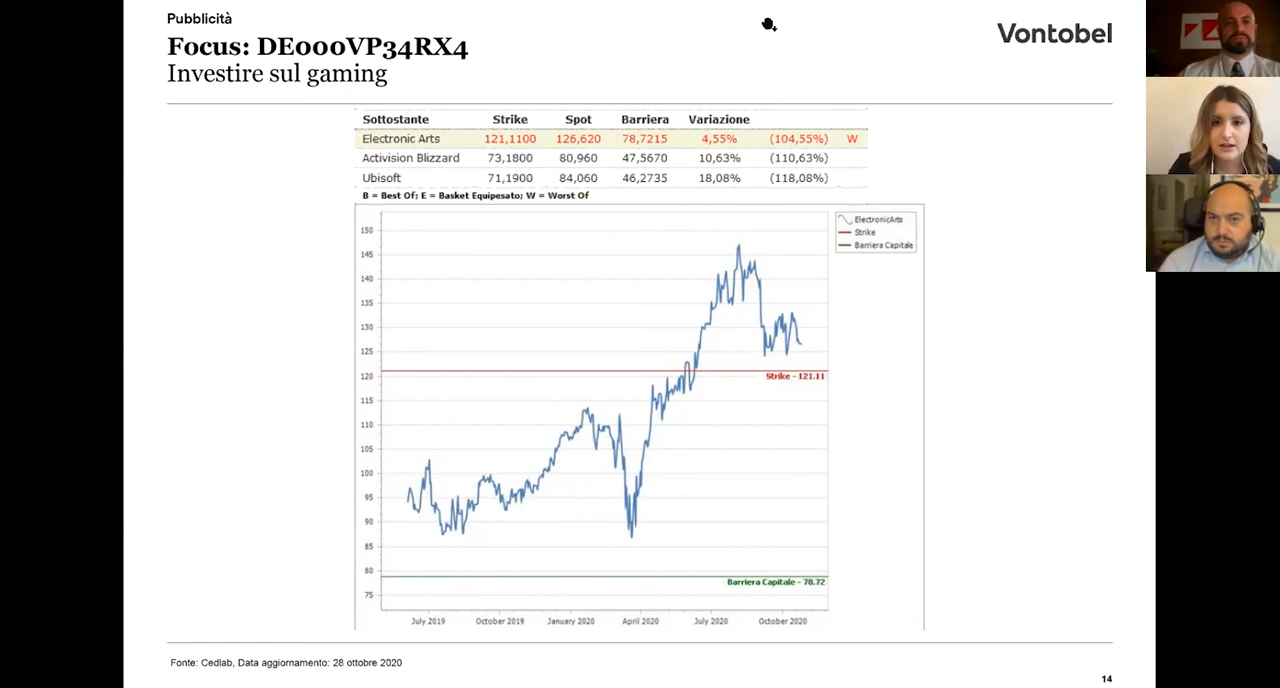 Pubblicità
Focus: DE000VP34RX4
Vontobel
Investire sul gaming
Sottostante Strike Spot Barriera Variazione
Electronic Arts 121,1100 126,620 78,7215 4,55% (104,55%) W
Activision Blizzard 73,1800 80,960 47,5670 10,63% (110,63%)
Ubisoft 71,1900 84,060 46,2735 18,08% (118,08%)
B = Best Of; E = Basket Equipesato; W = Worst Of
ElectronicArts
Strike
Barriera Capitale
150
145
140
135
130
125
120
115
110
105
100
95
90
85
80
75
Strike - 121.11
Barriera Capitale - 78.72
July 2019 October 2019 January 2020 April 2020 July 2020 October 2020
Fonte: Cedlab, Data aggiornamento: 28 ottobre 2020
14